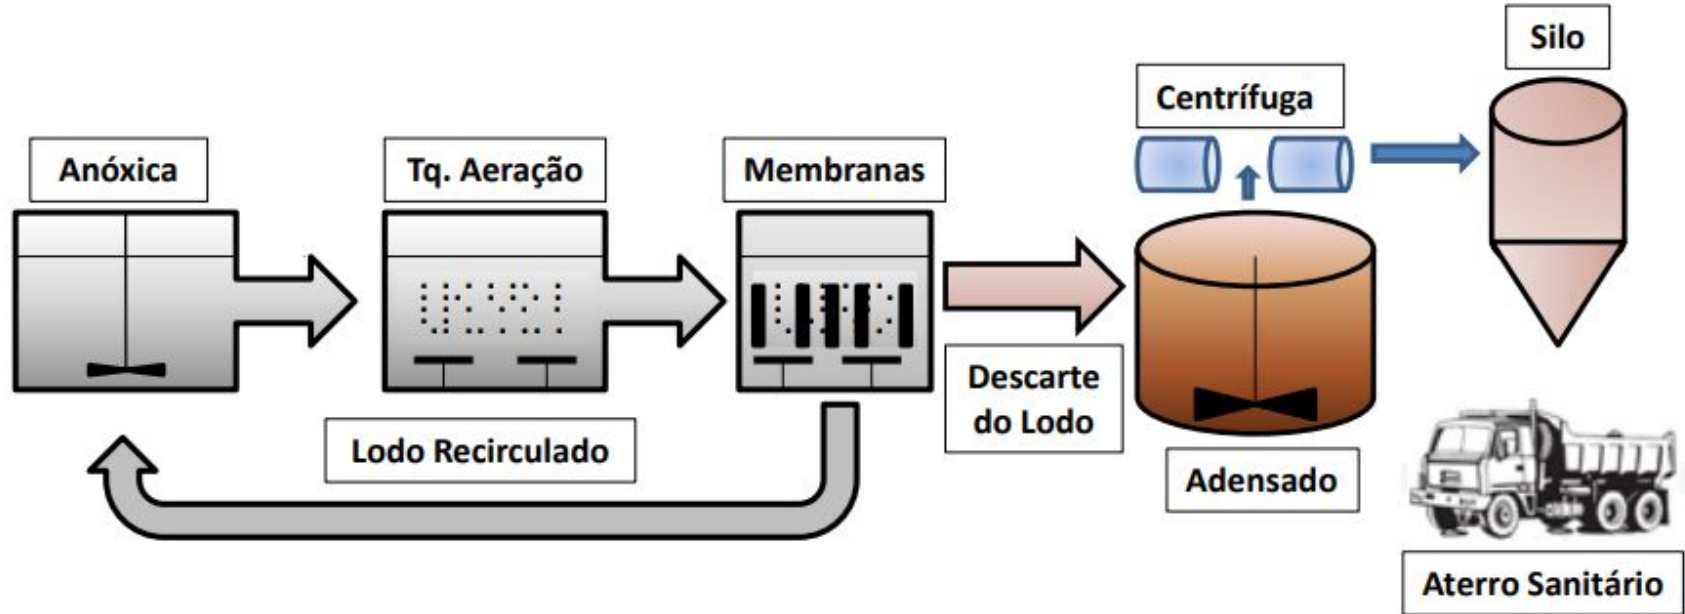 Silo
Centrífuga
Anóxica
Tq. Aeração
Membranas
Descarte
do Lodo
Lodo Recirculado
Adensado
Aterro Sanitário